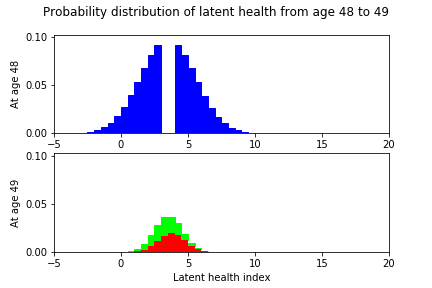 Probability distribution of latent health from age 48 to 49
0.10
0.05
0.00
At age 48
−5 0 5 10 15 20
0.10
0.05
0.00
At age 49
−5 0 5 10 15 20
Latent health index